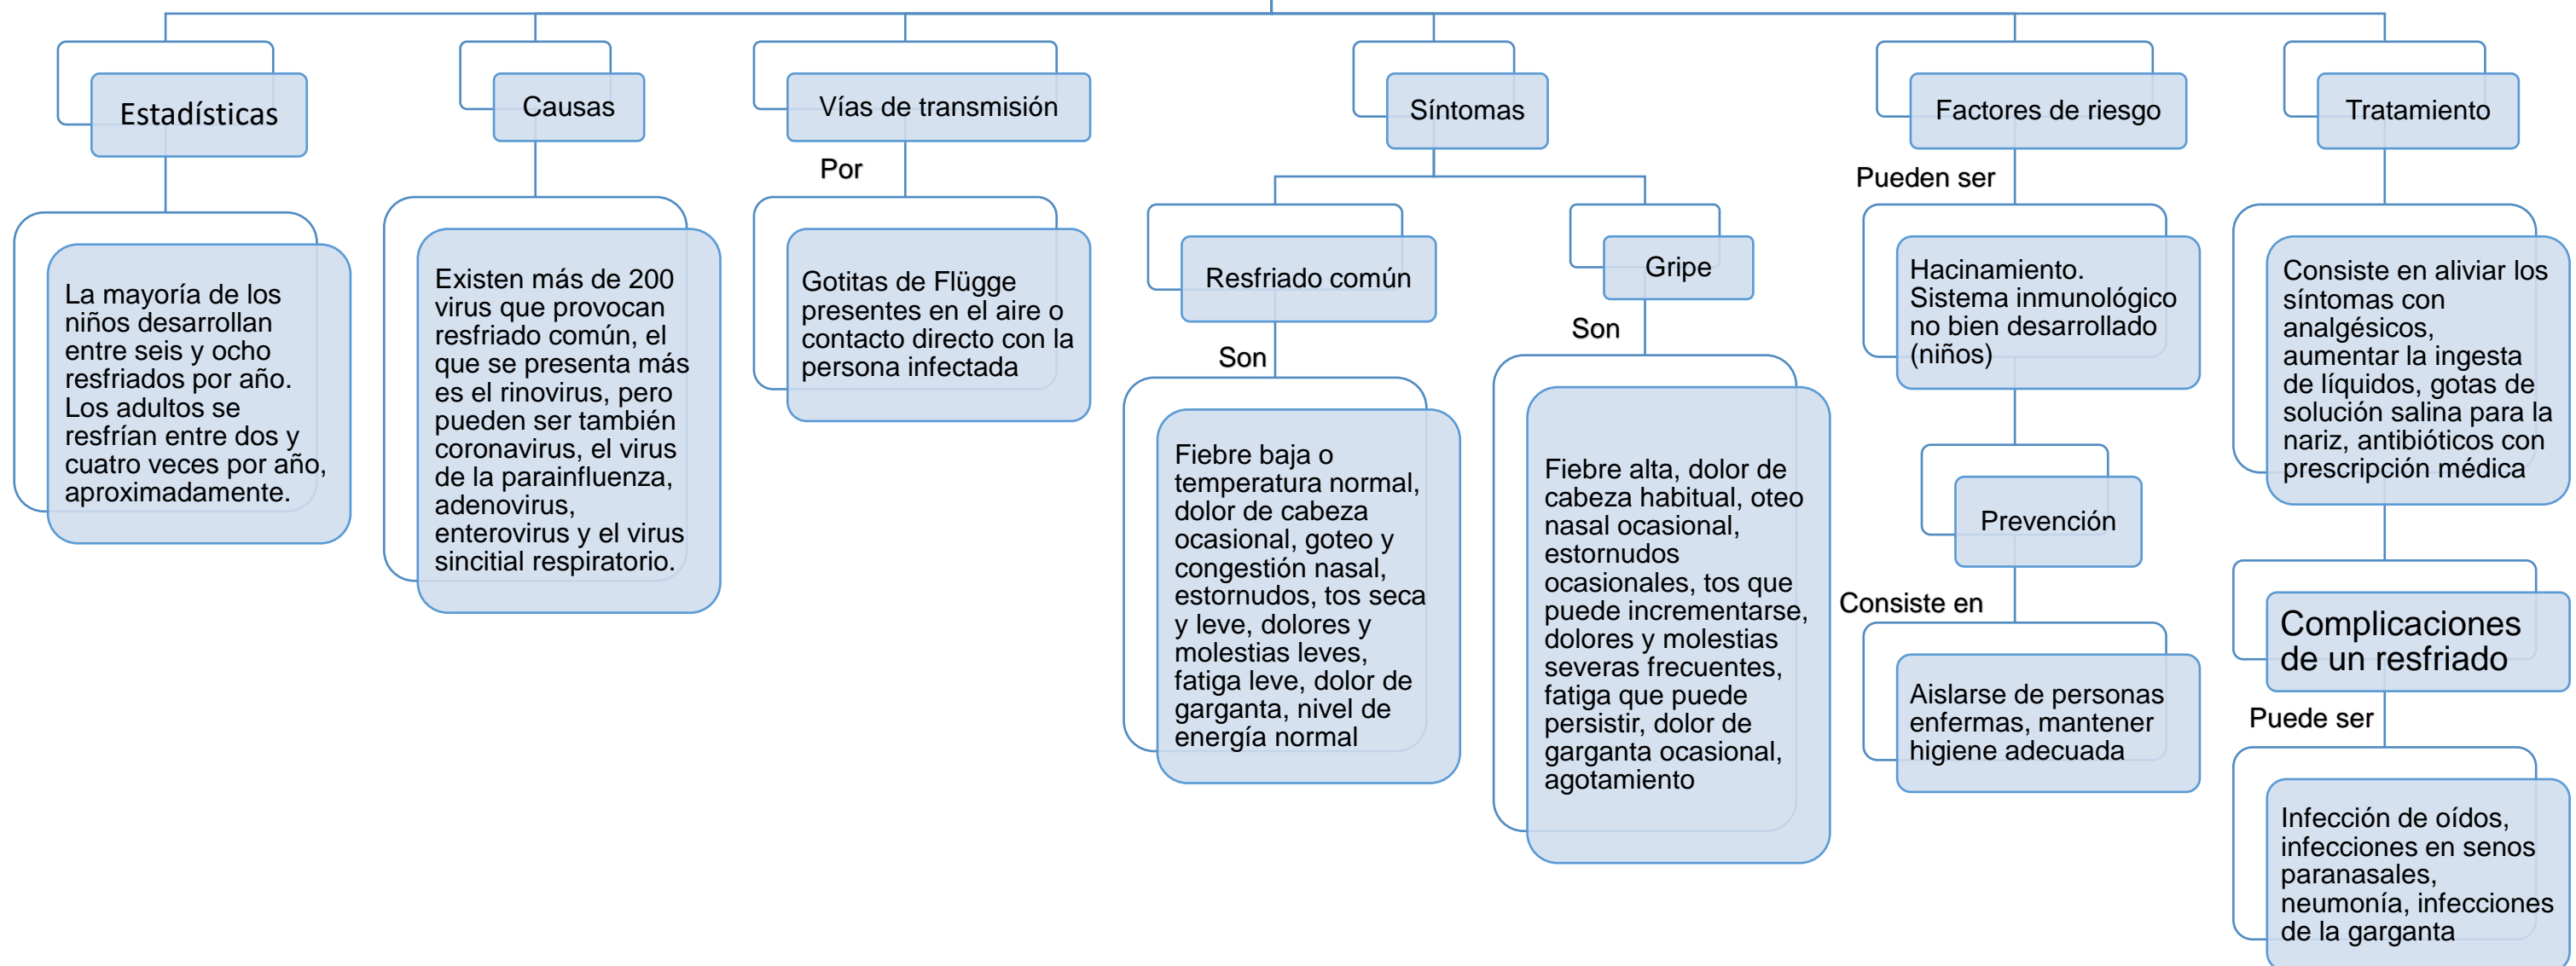 Estadísticas
La mayoría de los
niños desarrollan
entre seis y ocho
resfriados por año.
Los adultos se
resfrían entre dos y
cuatro veces por año,
aproximadamente.
Causas
Existen más de 200
virus que provocan
resfriado común, el
que se presenta más
es el rinovirus, pero
pueden ser también
coronavirus, el virus
de la parainfluenza,
adenovirus,
enterovirus y el virus
sincitial respiratorio.
Vías de transmisión
Por
Gotitas de Flügge
presentes en el aire o
contacto directo con la
persona infectada
Síntomas
Resfriado común
Son
Fiebre baja o
temperatura normal,
dolor de cabeza
ocasional, goteo y
congestión nasal,
estornudos, tos seca
y leve, dolores y
molestias leves,
fatiga leve, dolor de
garganta, nivel de
energía normal
Gripe
Son
Fiebre alta, dolor de
cabeza habitual, oteo
nasal ocasional,
estornudos
ocasionales, tos que
puede incrementarse,
dolores y molestias
severas frecuentes,
fatiga que puede
persistir, dolor de
garganta ocasional,
agotamiento
Factores de riesgo
Pueden ser
Hacinamiento.
Sistema inmunológico
no bien desarrollado
(niños)
Prevención
Consiste en
Aislarse de personas
enfermas, mantener
higiene adecuada
Tratamiento
Consiste en aliviar los
síntomas con
analgésicos,
aumentar la ingesta
de líquidos, gotas de
solución salina para la
nariz, antibióticos con
prescripción médica
Complicaciones
de un resfriado
Puede ser
Infección de oídos,
infecciones en senos
paranasales,
neumonía, infecciones
de la garganta